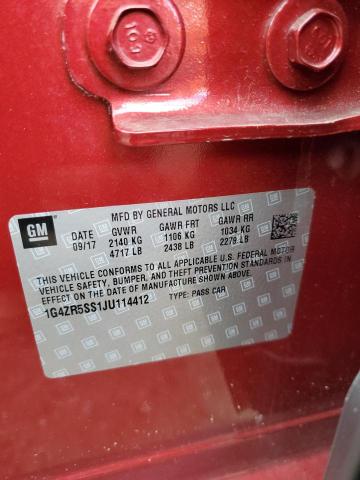 GM
MFD BY GENERAL MOTORS LLC
DATE GVWR GAWR FRT GAWR RR
09/17 2140 KG 1106 KG 1034 KG
4717 LB 2438 LB 2279 LB
THIS VEHICLE CONFORMS TO ALL APPLICABLE U.S. FEDERAL MOTOR
VEHICLE SAFETY, BUMPER, AND THEFT PREVENTION STANDARDS IN
EFFECT ON THE DATE OF MANUFACTURE SHOWN ABOVE.
1G4ZR5SS1JU114412 TYPE: PASS CAR